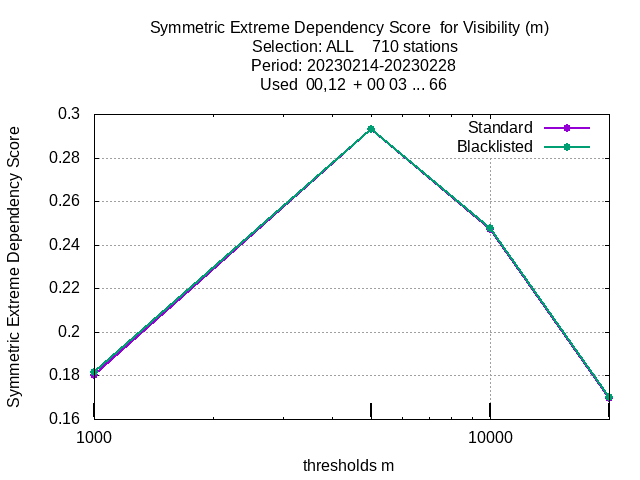 Symmetric Extreme Dependency Score  for Visibility (m)
Selection: ALL    710 stations
Period: 20230214-20230228
Used  00,12  + 00 03 ... 66
Standard
Blacklisted
Symmetric Extreme Dependency Score
0.3
0.28
0.26
0.24
0.22
0.2
0.18
0.16
1000
10000
thresholds m